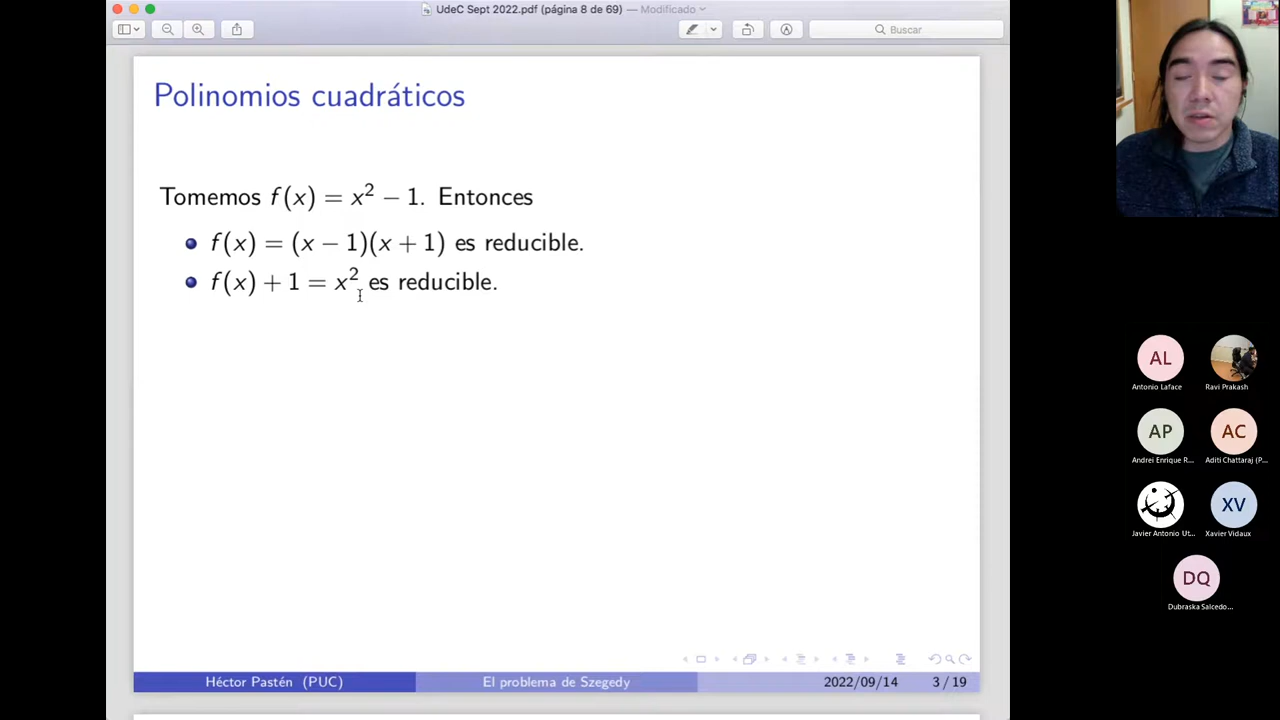 UdeC Sept 2022.pdf (página 8 de 69) — Modificado
Buscar
Polinomios cuadráticos
Tomemos f(x) = x² − 1. Entonces
f(x) = (x − 1)(x + 1) es reducible.
f(x) + 1 = x² es reducible.
Héctor Pastén (PUC) El problema de Szegedy 2022/09/14 3 / 19
AL
Antonio Laface
Ravi Prakash
AP
AC
Andrei Enrique R...
Aditi Chattaraj (P...
XV
Javier Antonio Ut...
Xavier Vidaux
DQ
Dubraska Salcedo...